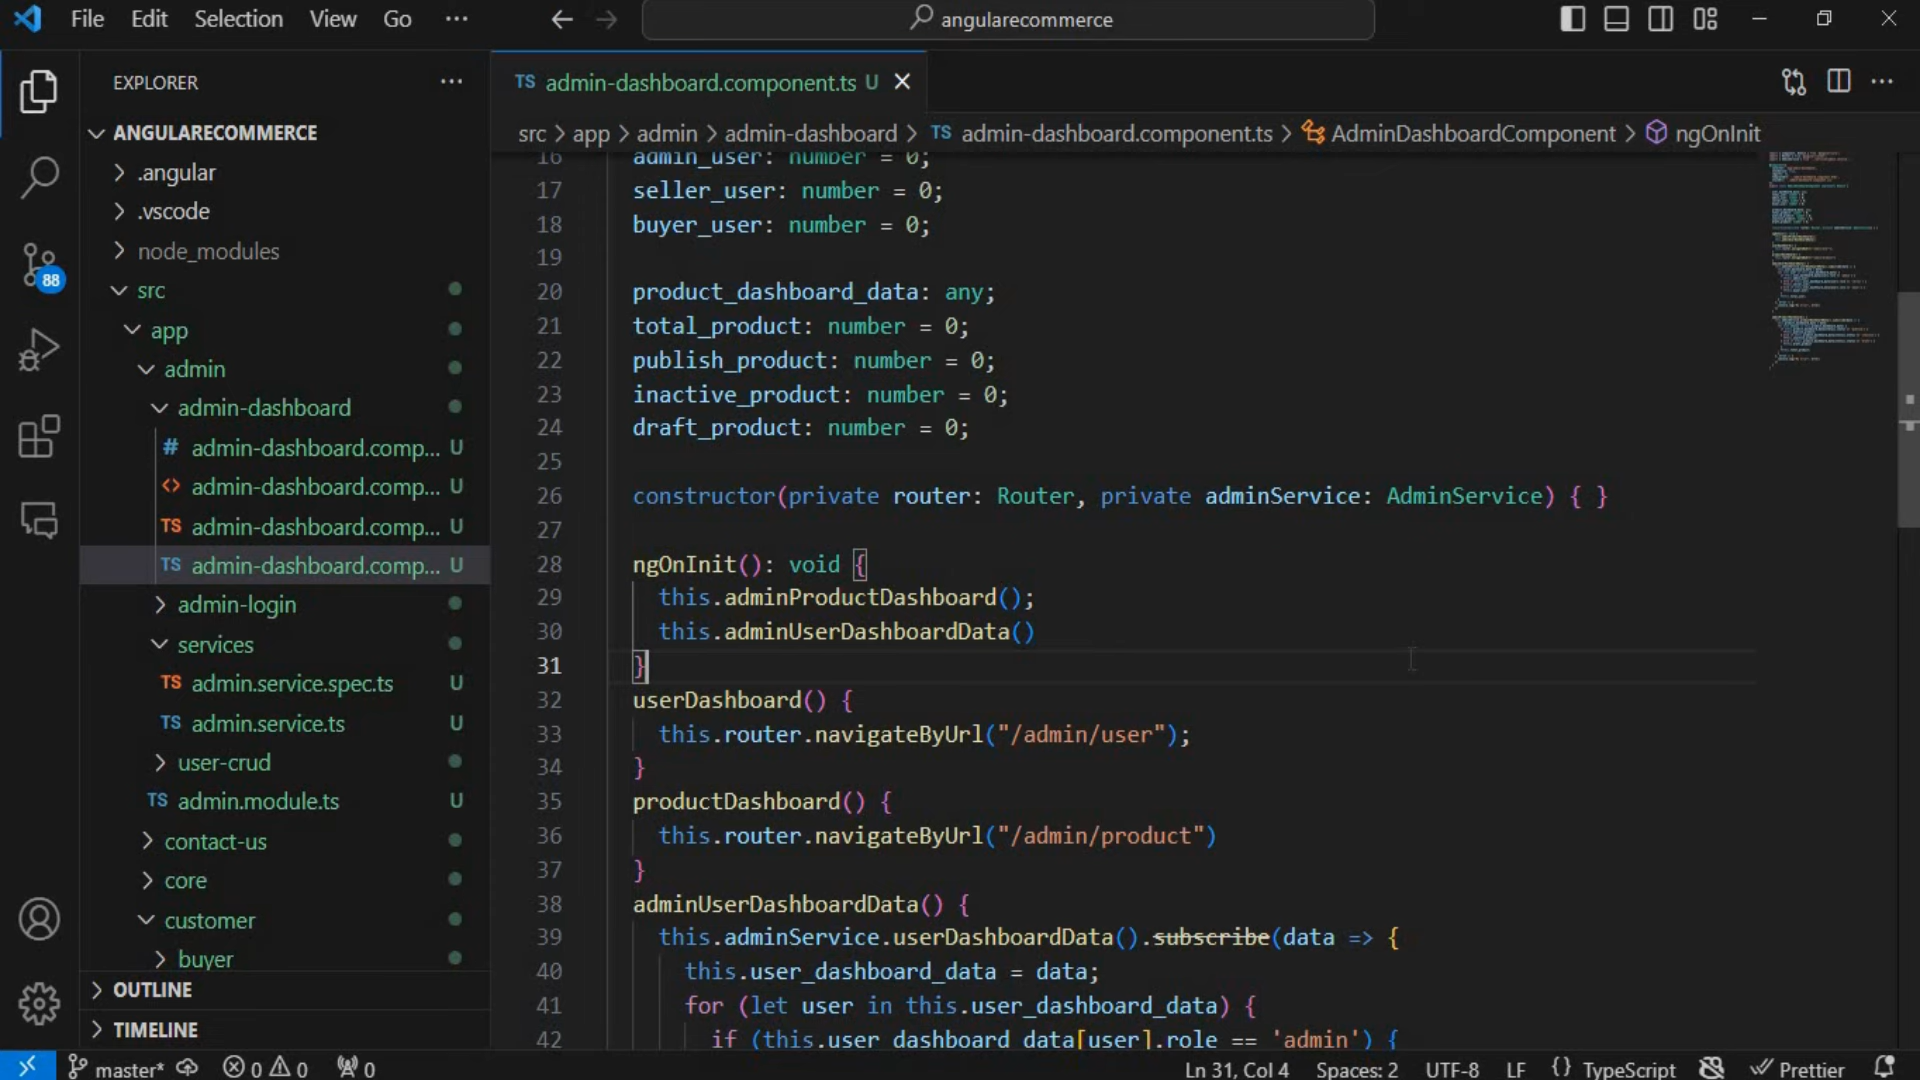 File Edit Selection View Go ···
angularecommerce
EXPLORER ···
ANGULARECOMMERCE
.angular
.vscode
node_modules
src
app
admin
admin-dashboard
# admin-dashboard.comp... U
<> admin-dashboard.comp... U
TS admin-dashboard.comp... U
TS admin-dashboard.comp... U
admin-login
services
TS admin.service.spec.ts U
TS admin.service.ts U
user-crud
TS admin.module.ts U
contact-us
core
customer
buyer
OUTLINE
TIMELINE
88
TS admin-dashboard.component.ts U
src > app > admin > admin-dashboard > TS admin-dashboard.component.ts > AdminDashboardComponent > ngOnInit
16 admin_user: number = 0;
17 seller_user: number = 0;
18 buyer_user: number = 0;
19
20 product_dashboard_data: any;
21 total_product: number = 0;
22 publish_product: number = 0;
23 inactive_product: number = 0;
24 draft_product: number = 0;
25
26 constructor(private router: Router, private adminService: AdminService) { }
27
28 ngOnInit(): void {
29 this.adminProductDashboard();
30 this.adminUserDashboardData()
31 }
32 userDashboard() {
33 this.router.navigateByUrl("/admin/user");
34 }
35 productDashboard() {
36 this.router.navigateByUrl("/admin/product")
37 }
38 adminUserDashboardData() {
39 this.adminService.userDashboardData().subscribe(data => {
40 this.user_dashboard_data = data;
41 for (let user in this.user_dashboard_data) {
42 if (this.user_dashboard_data[user].role == 'admin') {
master* 0 0 0 Ln 31, Col 4 Spaces: 2 UTF-8 LF {} TypeScript Prettier